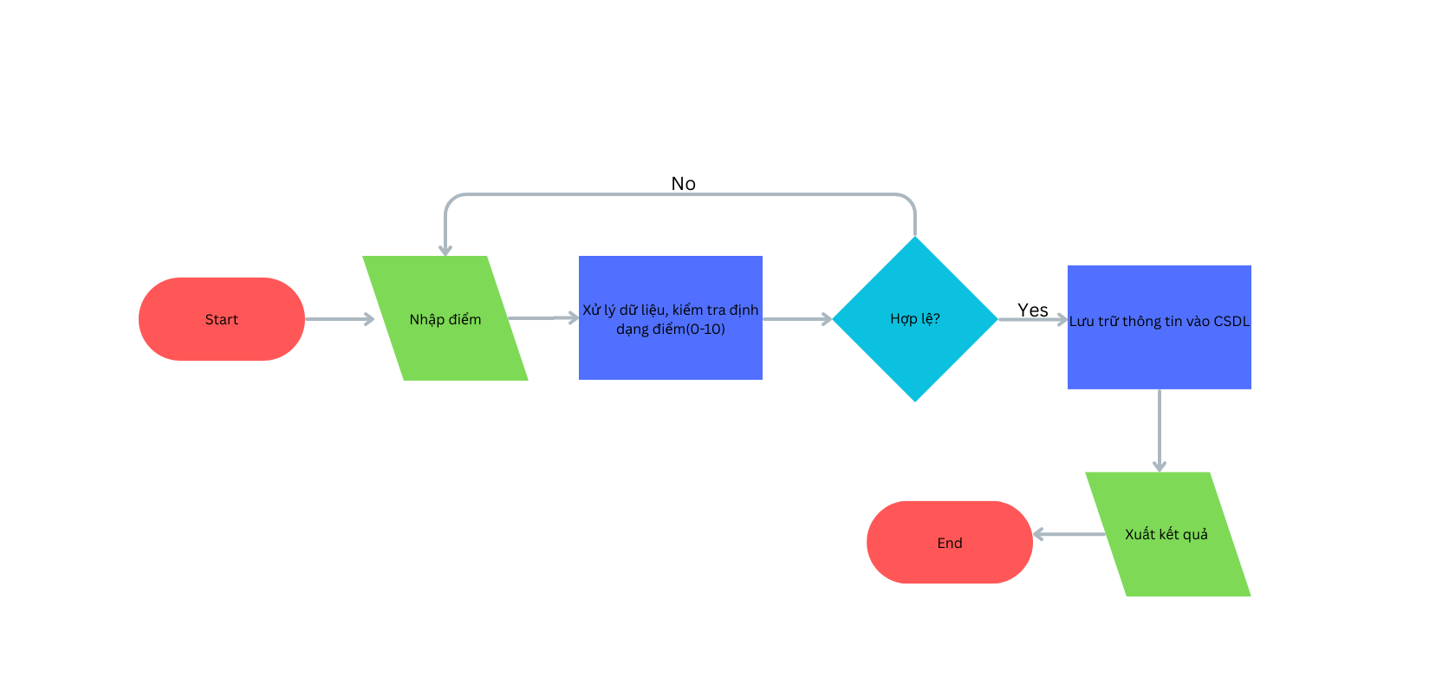 No
Start
Nhập điểm
Xử lý dữ liệu, kiểm tra định
dạng điểm(0-10)
Hợp lệ?
Yes
Lưu trữ thông tin vào CSDL
Xuất kết quả
End